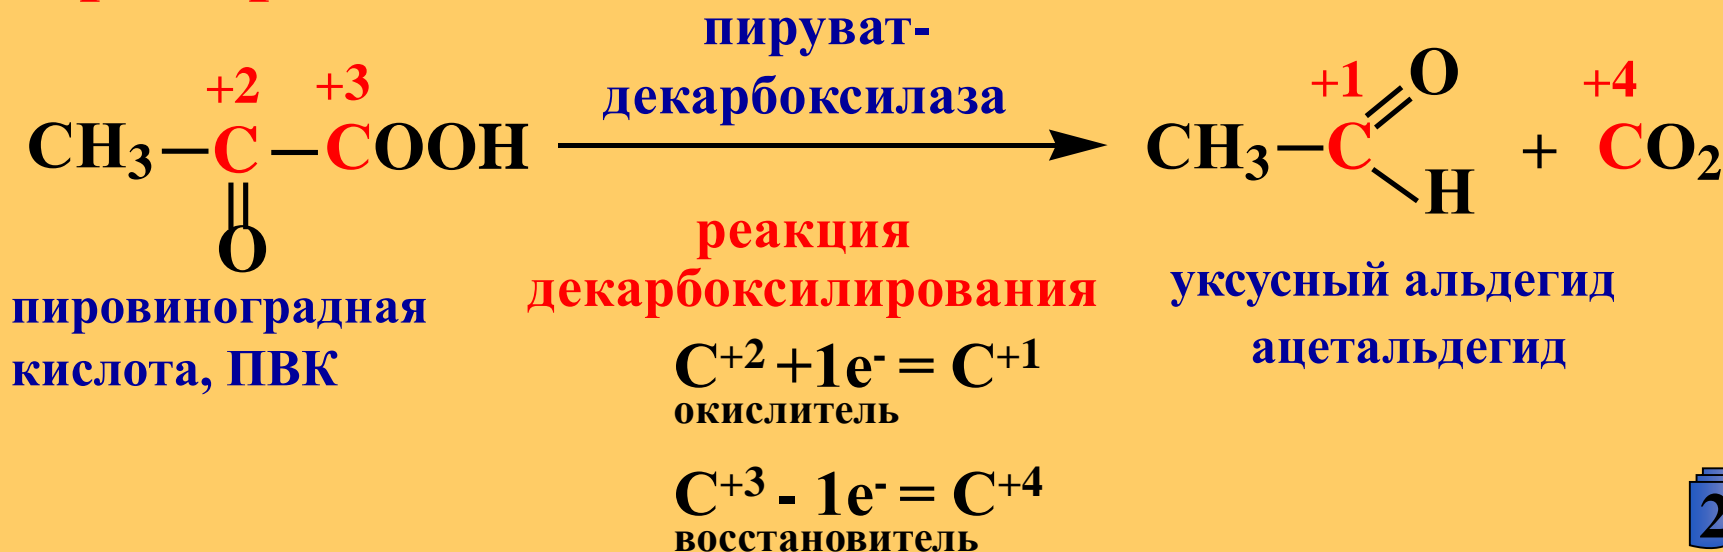 пируват-
декарбоксилаза
+2 +3
CH₃—C—COOH
O
+1 O +4
CH₃—C H + CO₂
реакция
декарбоксилирования
пировиноградная
кислота, ПВК
уксусный альдегид
ацетальдегид
C⁺² +1e⁻ = C⁺¹
окислитель
C⁺³ - 1e⁻ = C⁺⁴
восстановитель
2